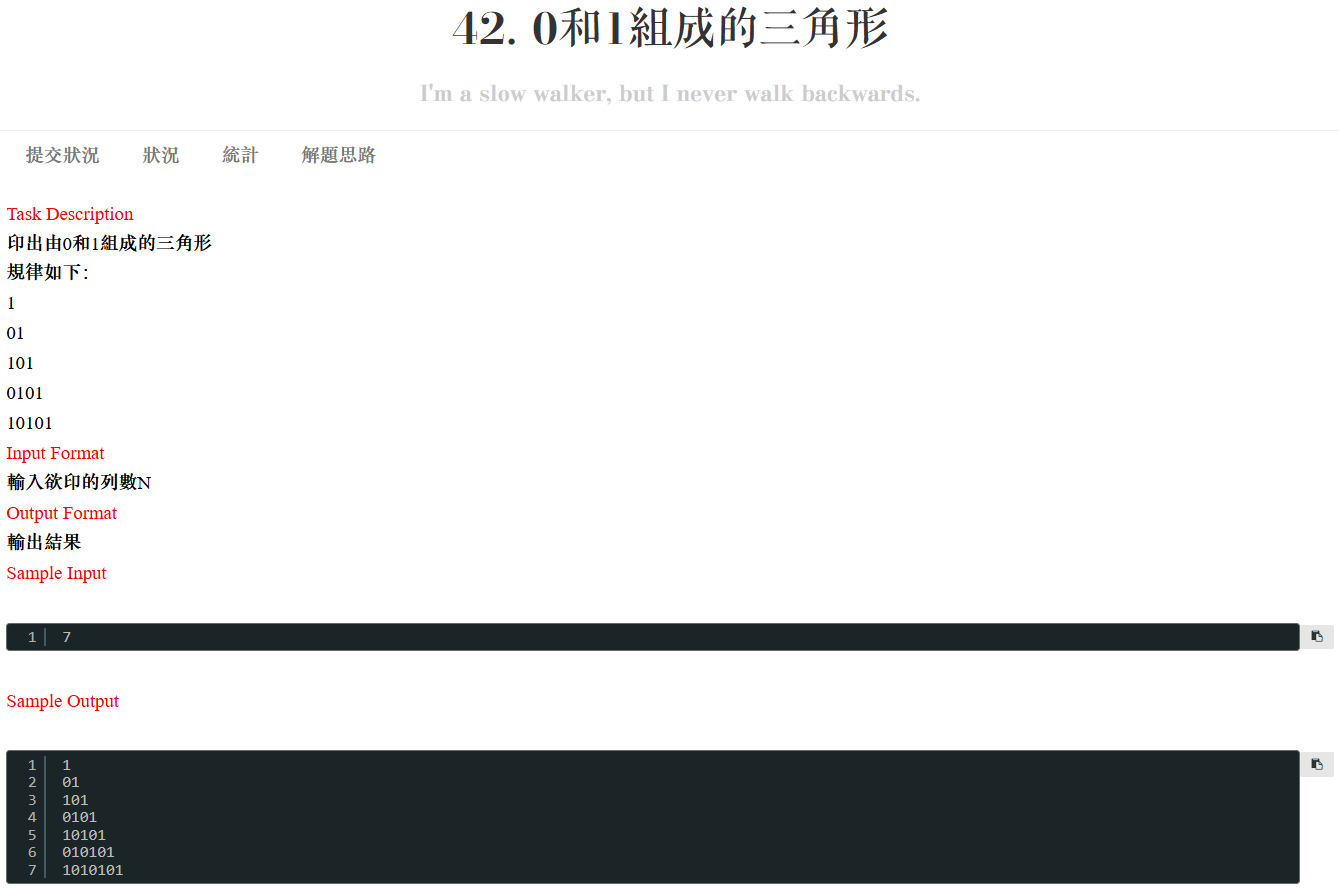 42. 0和1組成的三角形
I'm a slow walker, but I never walk backwards.
提交狀況 狀況 統計 解題思路
Task Description
印出由0和1組成的三角形
規律如下:
1
01
101
0101
10101
Input Format
輸入欲印的列數N
Output Format
輸出結果
Sample Input
1 7
Sample Output
1 1
2 01
3 101
4 0101
5 10101
6 010101
7 1010101